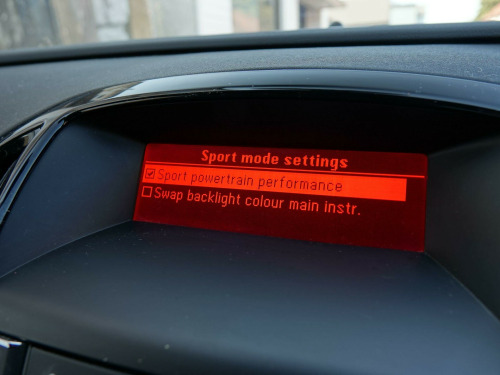 Sport mode settings
Sport powertrain performance
Swap backlight colour main instr.